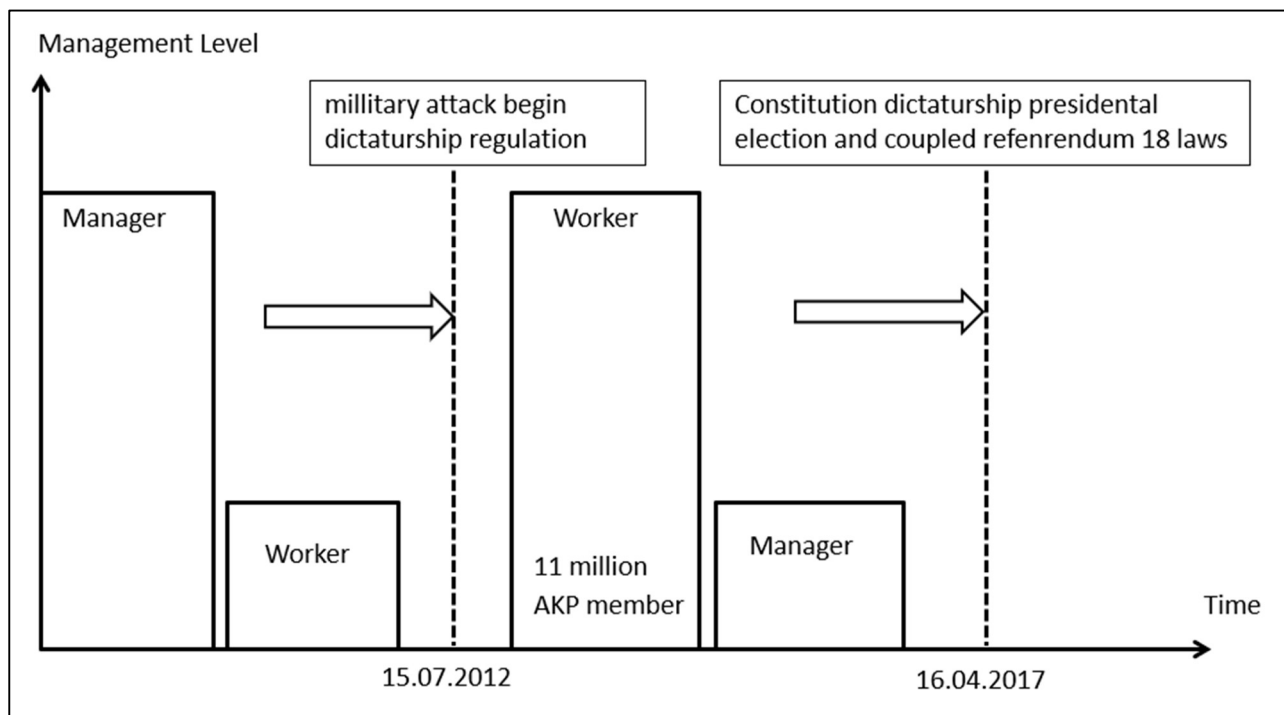 Management Level
millitary attack begin
dictaturship regulation
Constitution dictaturship presidental
election and coupled refenrendum 18 laws
Manager
Worker
Worker
11 million
AKP member
Manager
Time
15.07.2012
16.04.2017